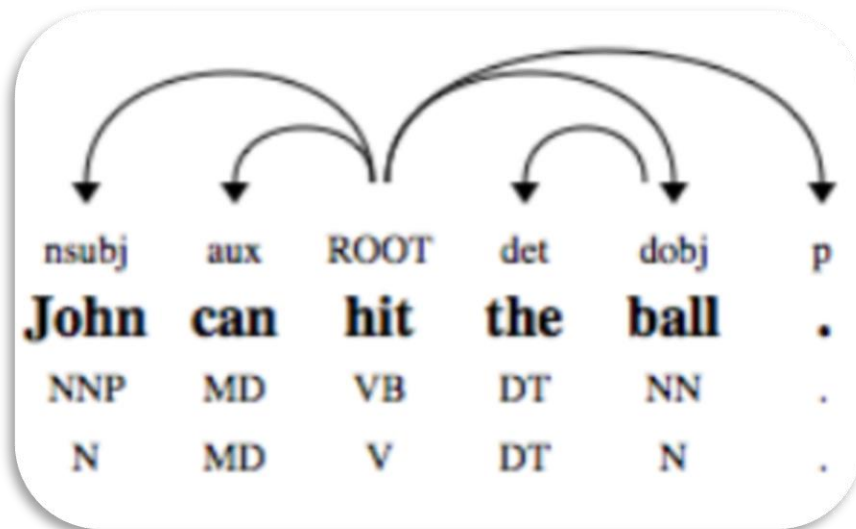 nsubj aux ROOT det dobj p
John can hit the ball .
NNP MD VB DT NN .
N MD V DT N .